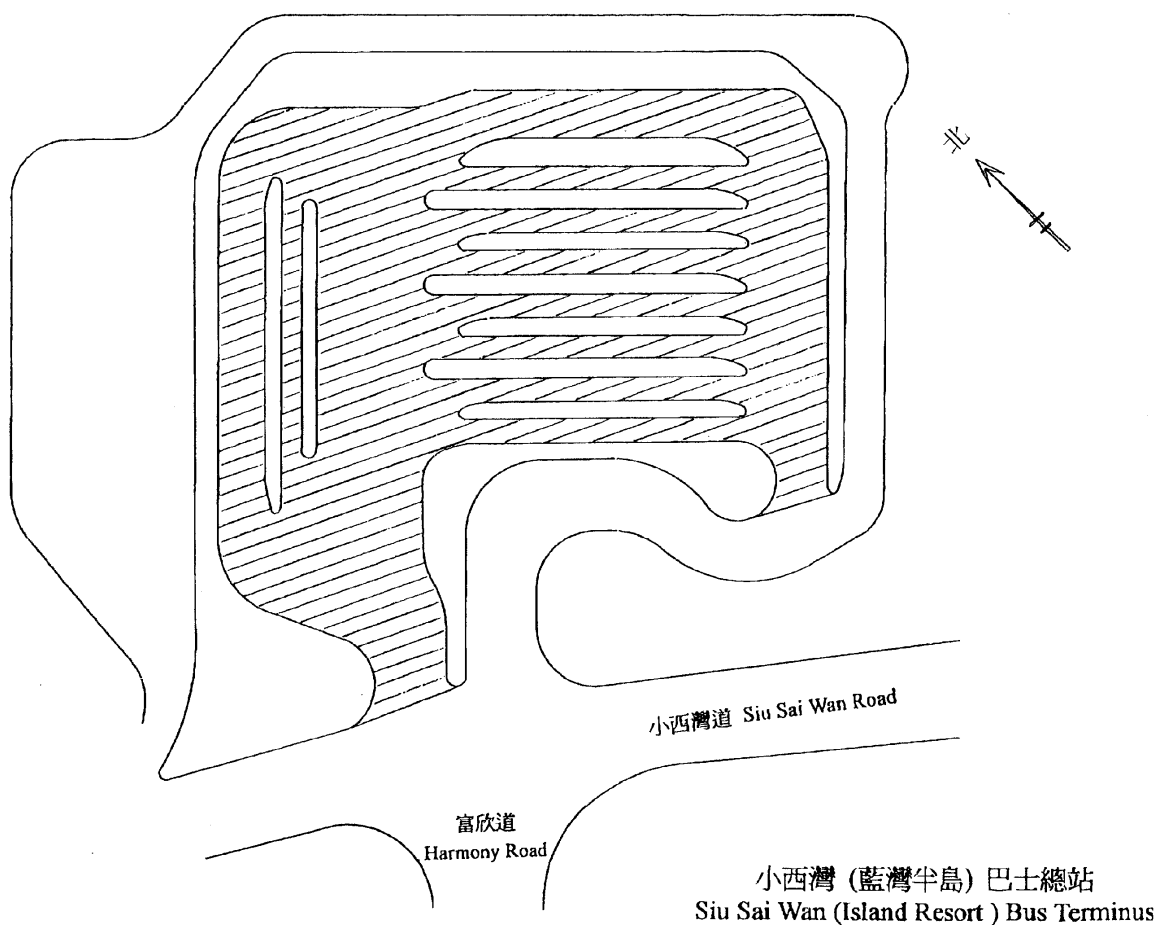 北
小西灣道 Siu Sai Wan Road
富欣道
Harmony Road
小西灣 (藍灣半島) 巴士總站
Siu Sai Wan (Island Resort ) Bus Terminus